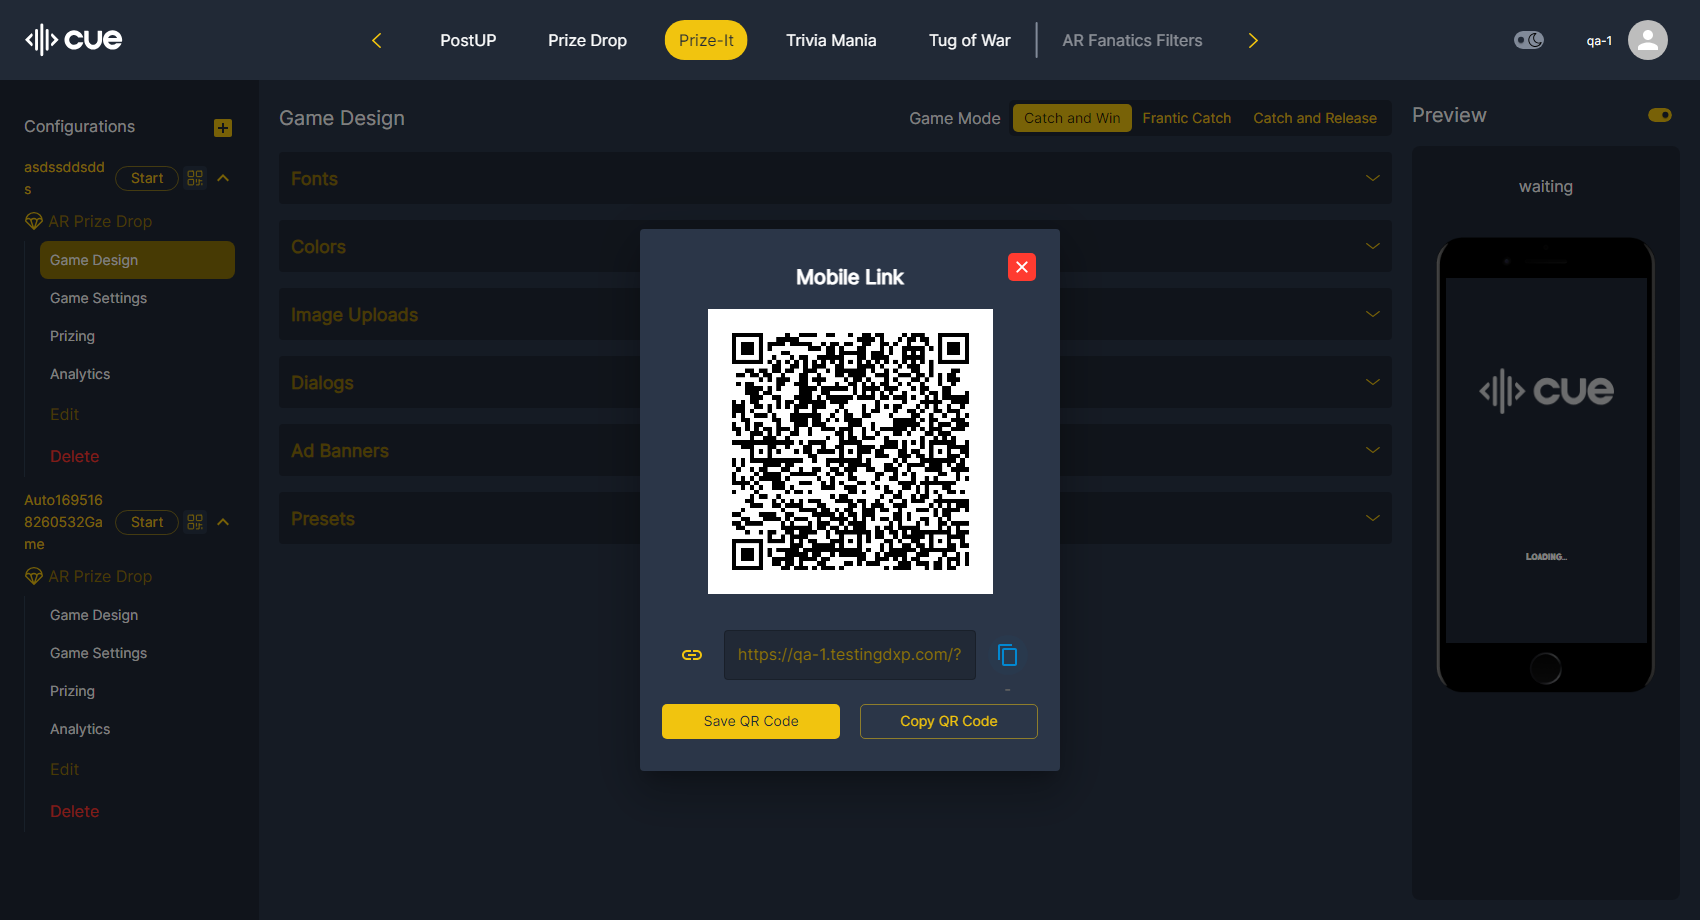 cue
PostUP
Prize Drop
Prize-It
Trivia Mania
Tug of War
AR Fanatics Filters
qa-1
Configurations
asdssddsdd
s
Start
AR Prize Drop
Game Design
Game Settings
Prizing
Analytics
Edit
Delete
Auto169516
8260532Ga
me
Start
AR Prize Drop
Game Design
Game Settings
Prizing
Analytics
Edit
Delete
Game Design
Game Mode
Catch and Win
Frantic Catch
Catch and Release
Fonts
Colors
Image Uploads
Dialogs
Ad Banners
Presets
Mobile Link
https://qa-1.testingdxp.com/?
-
Save QR Code
Copy QR Code
Preview
waiting
cue
LOADING...